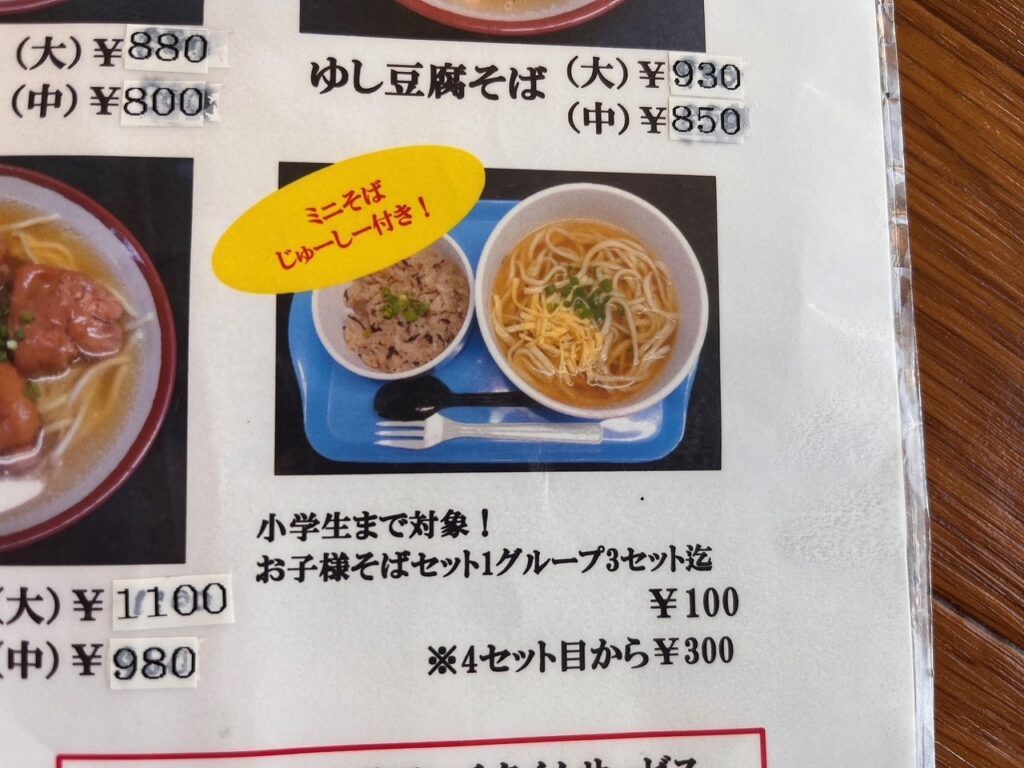 (大) ¥880
(中) ¥800
ゆし豆腐そば (大) ¥930
(中) ¥850
ミニそば
じゅーしー付き!
小学生まで対象!
お子様そばセット1グループ3セット迄
¥100
※4セット目から¥300
(大) ¥1100
(中) ¥980